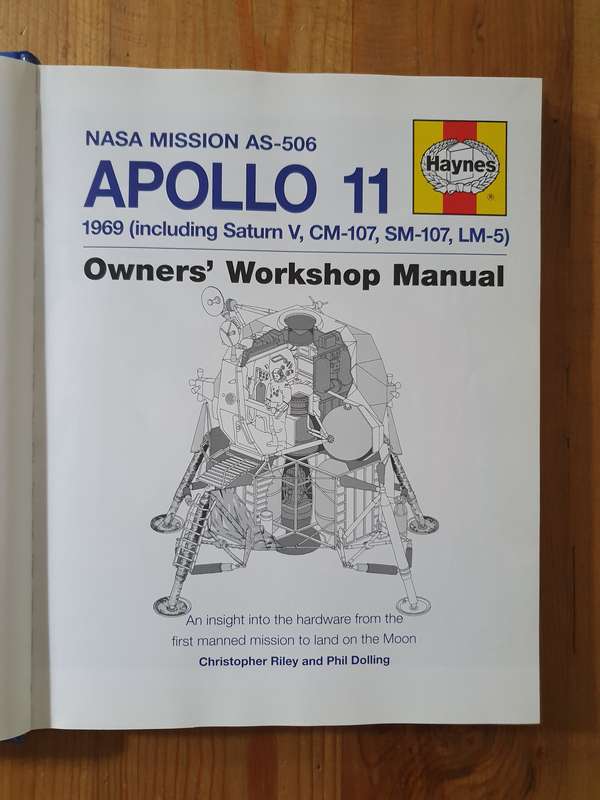 NASA MISSION AS-506
APOLLO 11
Haynes
®
1969 (including Saturn V, CM-107, SM-107, LM-5)
Owners' Workshop Manual
An insight into the hardware from the
first manned mission to land on the Moon
Christopher Riley and Phil Dolling